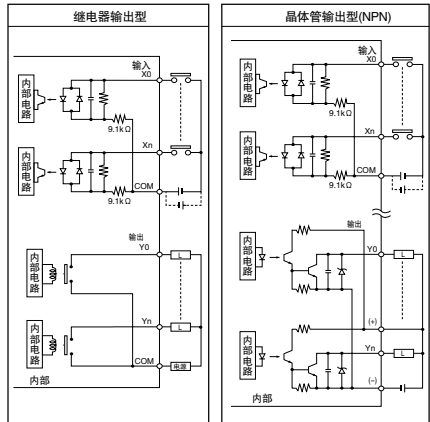 继电器输出型
输入
X0
内部电路
9.1kΩ
Xn
内部电路
COM
9.1kΩ
输出
Y0
内部电路
L
Yn
内部电路
L
COM
电源
内部
晶体管输出型(NPN)
输入
X0
内部电路
9.1kΩ
Xn
内部电路
COM
9.1kΩ
输出
Y0
内部电路
L
(+)
Yn
内部电路
L
(−)
内部